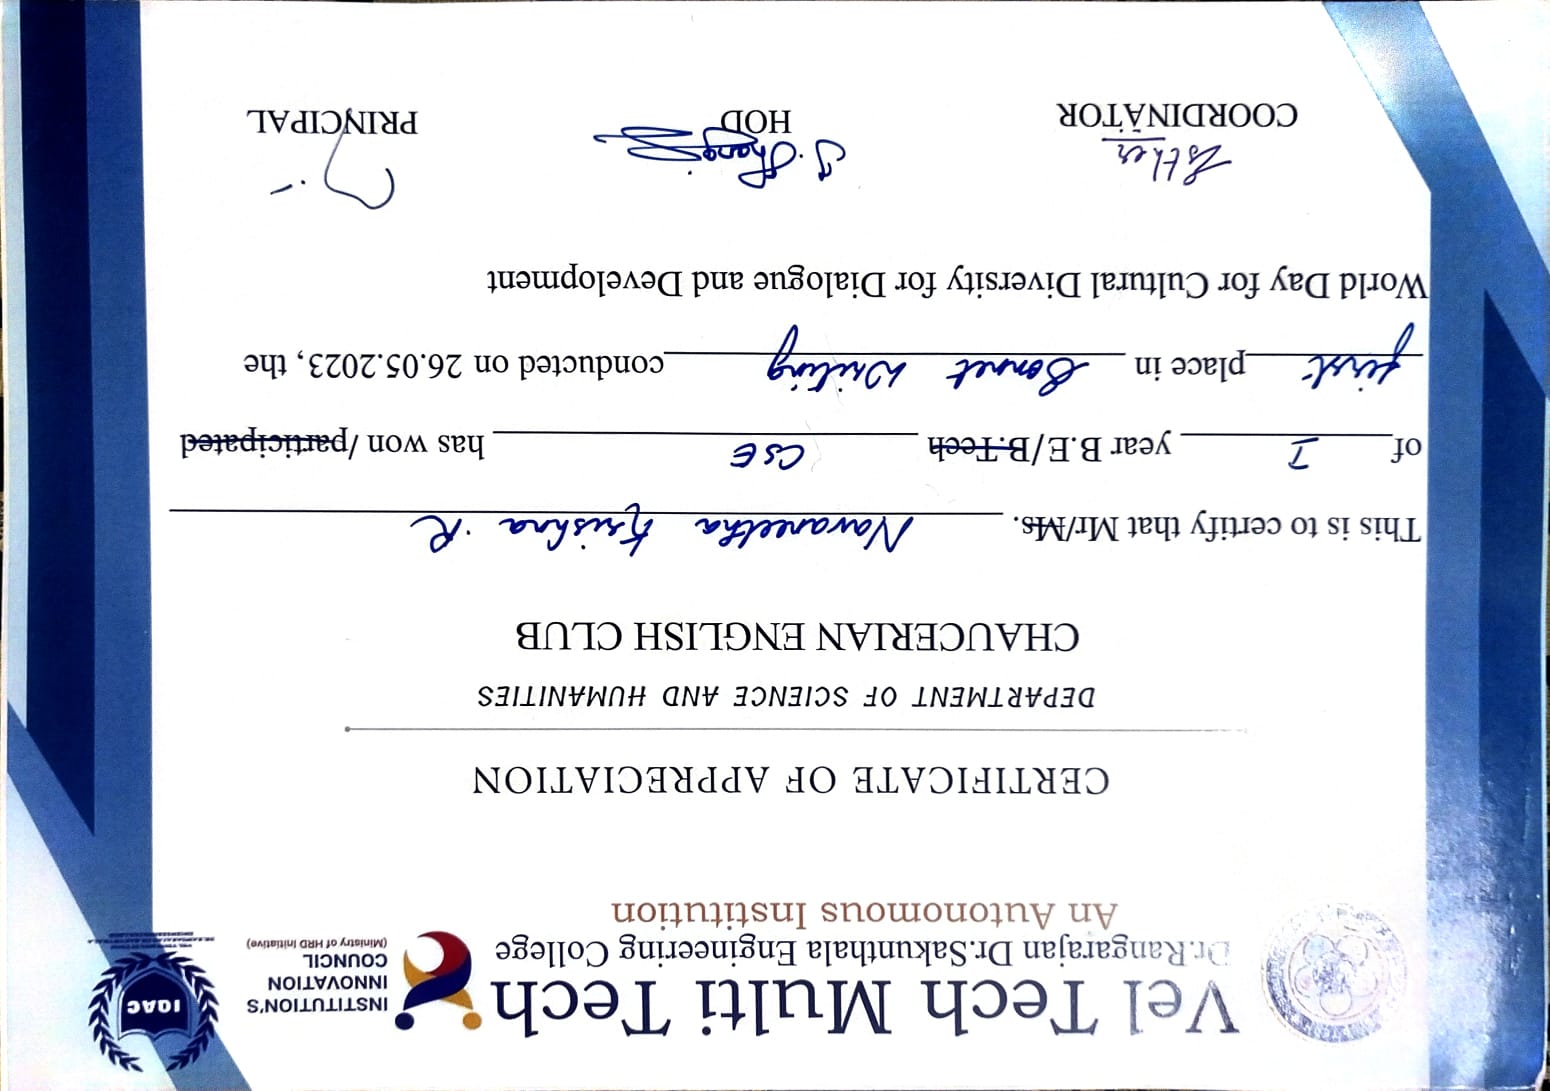 Vel Tech Multi Tech
Dr.Rangarajan Dr.Sakunthala Engineering College
An Autonomous Institution
INSTITUTION'S
INNOVATION
COUNCIL
(Ministry of HRD Initiative)
IQAC
CERTIFICATE OF APPRECIATION
DEPARTMENT OF SCIENCE AND HUMANITIES
CHAUCERIAN ENGLISH CLUB
This is to certify that Mr/Ms. Navaneetha Krishna .R
of I year B.E/B.Tech CSE has won /participated
first place in Sonnet Writing conducted on 26.05.2023, the
World Day for Cultural Diversity for Dialogue and Development
Esther
COORDINATOR
HOD
PRINCIPAL